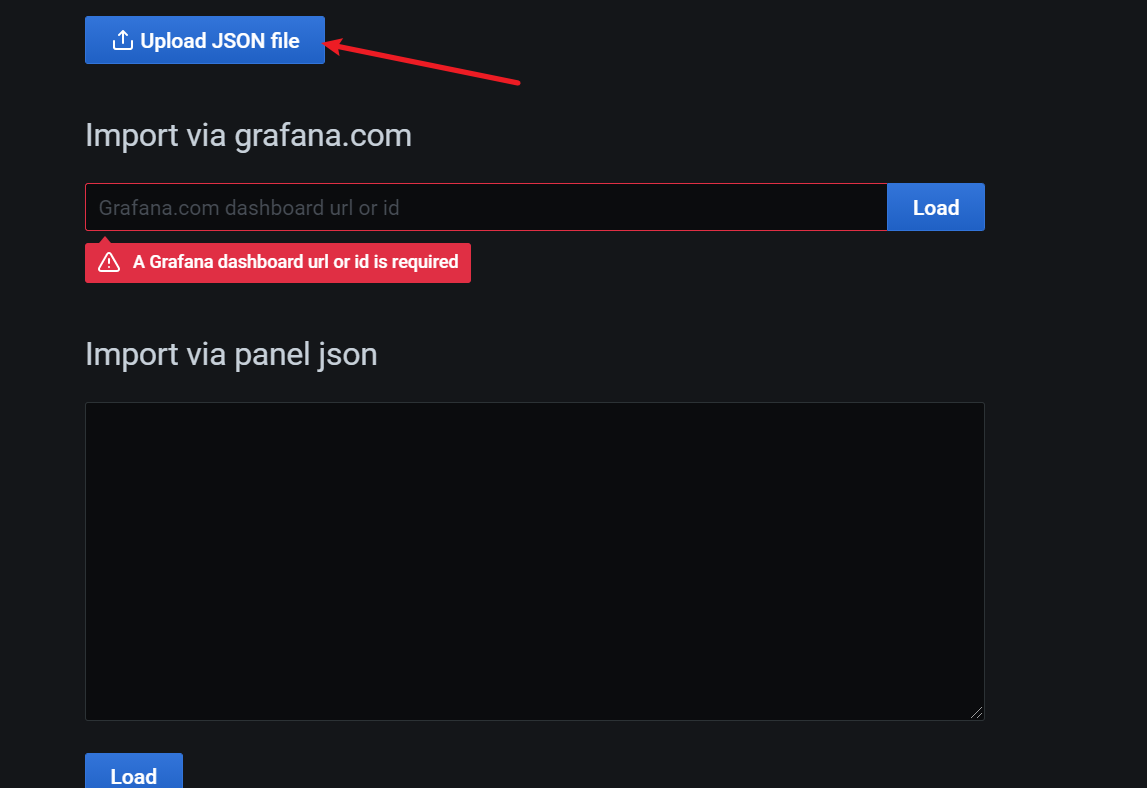 Upload JSON file
Import via grafana.com
Grafana.com dashboard url or id
Load
A Grafana dashboard url or id is required
Import via panel json
Load